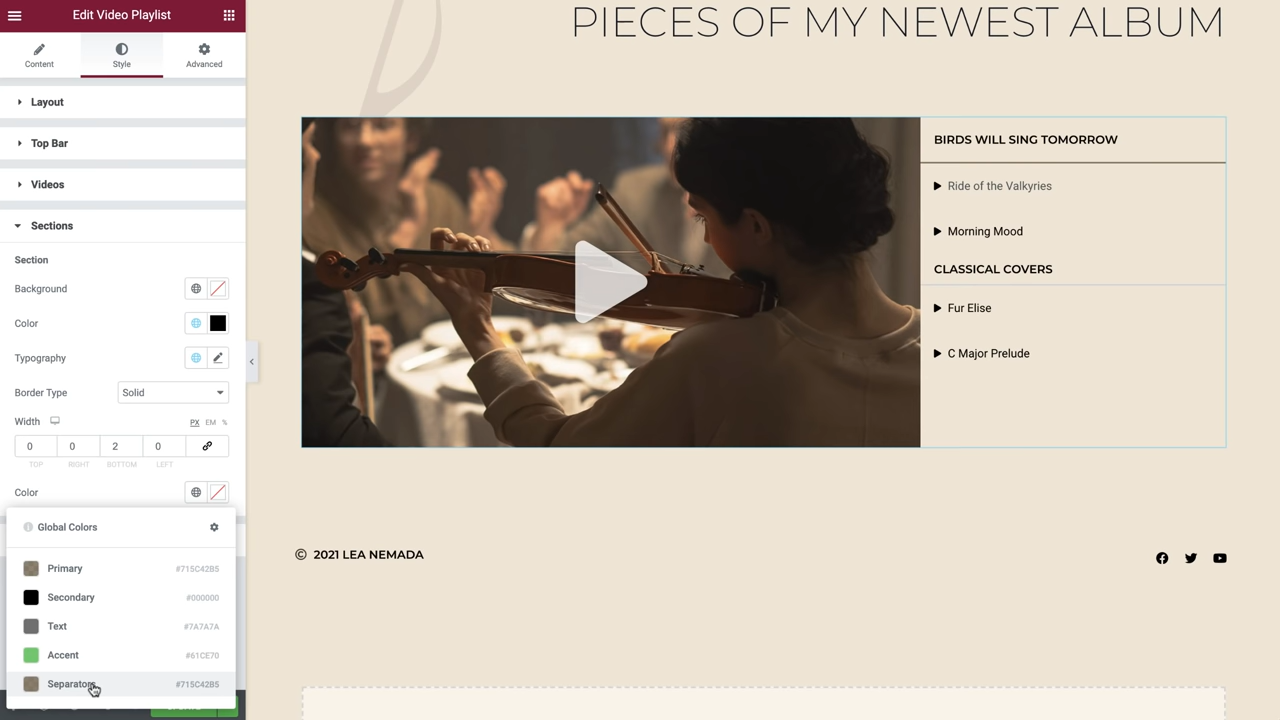 Edit Video Playlist
Content
Style
Advanced
Layout
Top Bar
Videos
Sections
Section
Background
Color
Typography
Border Type
Solid
Width
PX EM %
0 0 2 0
TOP RIGHT BOTTOM LEFT
Color
Global Colors
Primary #715C42B5
Secondary #000000
Text #7A7A7A
Accent #61CE70
Separators #715C42B5
PIECES OF MY NEWEST ALBUM
BIRDS WILL SING TOMORROW
Ride of the Valkyries
Morning Mood
CLASSICAL COVERS
Fur Elise
C Major Prelude
© 2021 LEA NEMADA